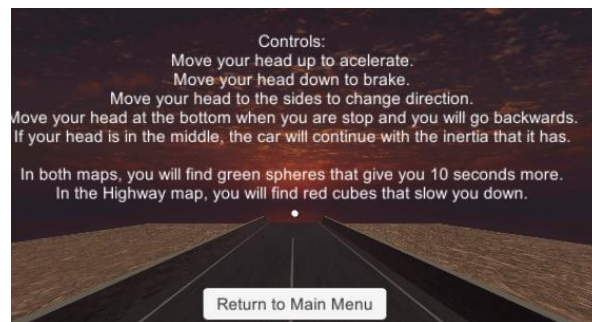 Controls:
Move your head up to acelerate.
Move your head down to brake.
Move your head to the sides to change direction.
Move your head at the bottom when you are stop and you will go backwards.
If your head is in the middle, the car will continue with the inertia that it has.
In both maps, you will find green spheres that give you 10 seconds more.
In the Highway map, you will find red cubes that slow you down.
Return to Main Menu